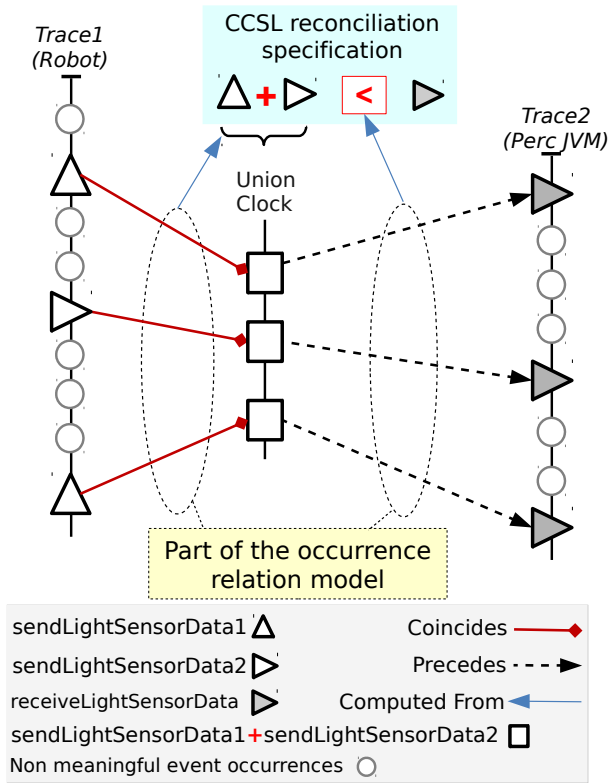 CCSL reconciliation
specification
+
<
Trace1
(Robot)
Trace2
(Perc JVM)
Union
Clock
Part of the occurrence
relation model
sendLightSensorData1
Coincides
sendLightSensorData2
Precedes
receiveLightSensorData
Computed From
sendLightSensorData1+sendLightSensorData2
Non meaningful event occurrences